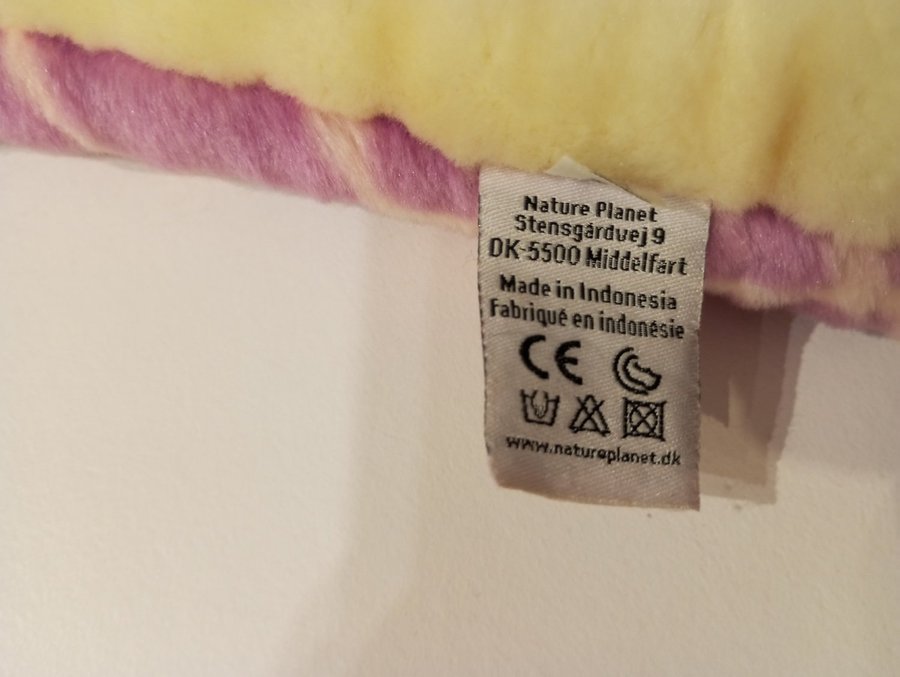 Nature Planet
Stensgårdvej 9
DK-5500 Middelfart
Made in Indonesia
Fabriqué en indonésie
CE
www.natureplanet.dk